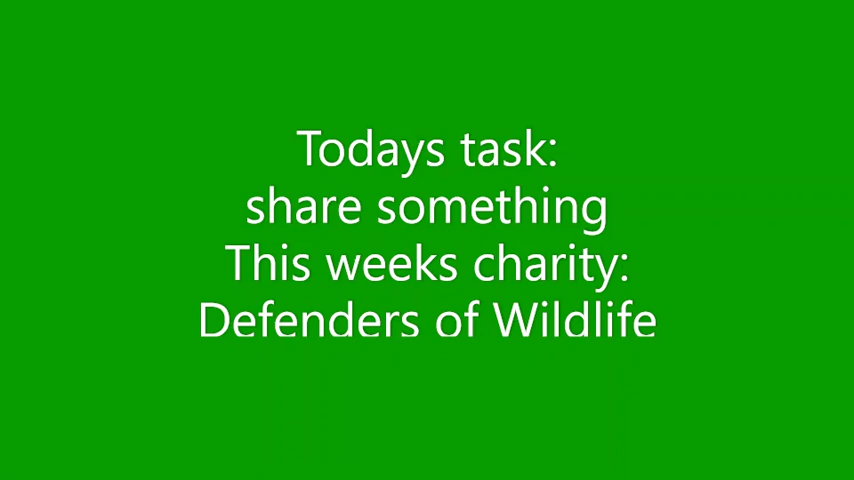 Todays task:
share something
This weeks charity:
Defenders of Wildlife